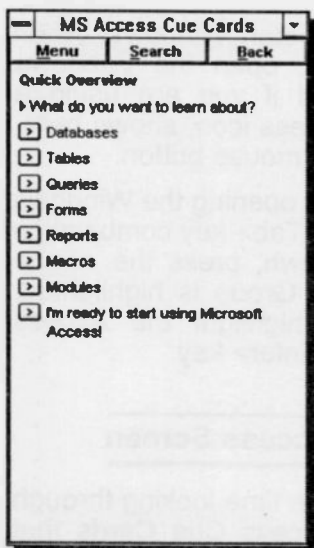 MS Access Cue Cards
Menu Search Back
Quick Overview
What do you want to learn about?
Databases
Tables
Queries
Forms
Reports
Macros
Modules
I'm ready to start using Microsoft
Access!